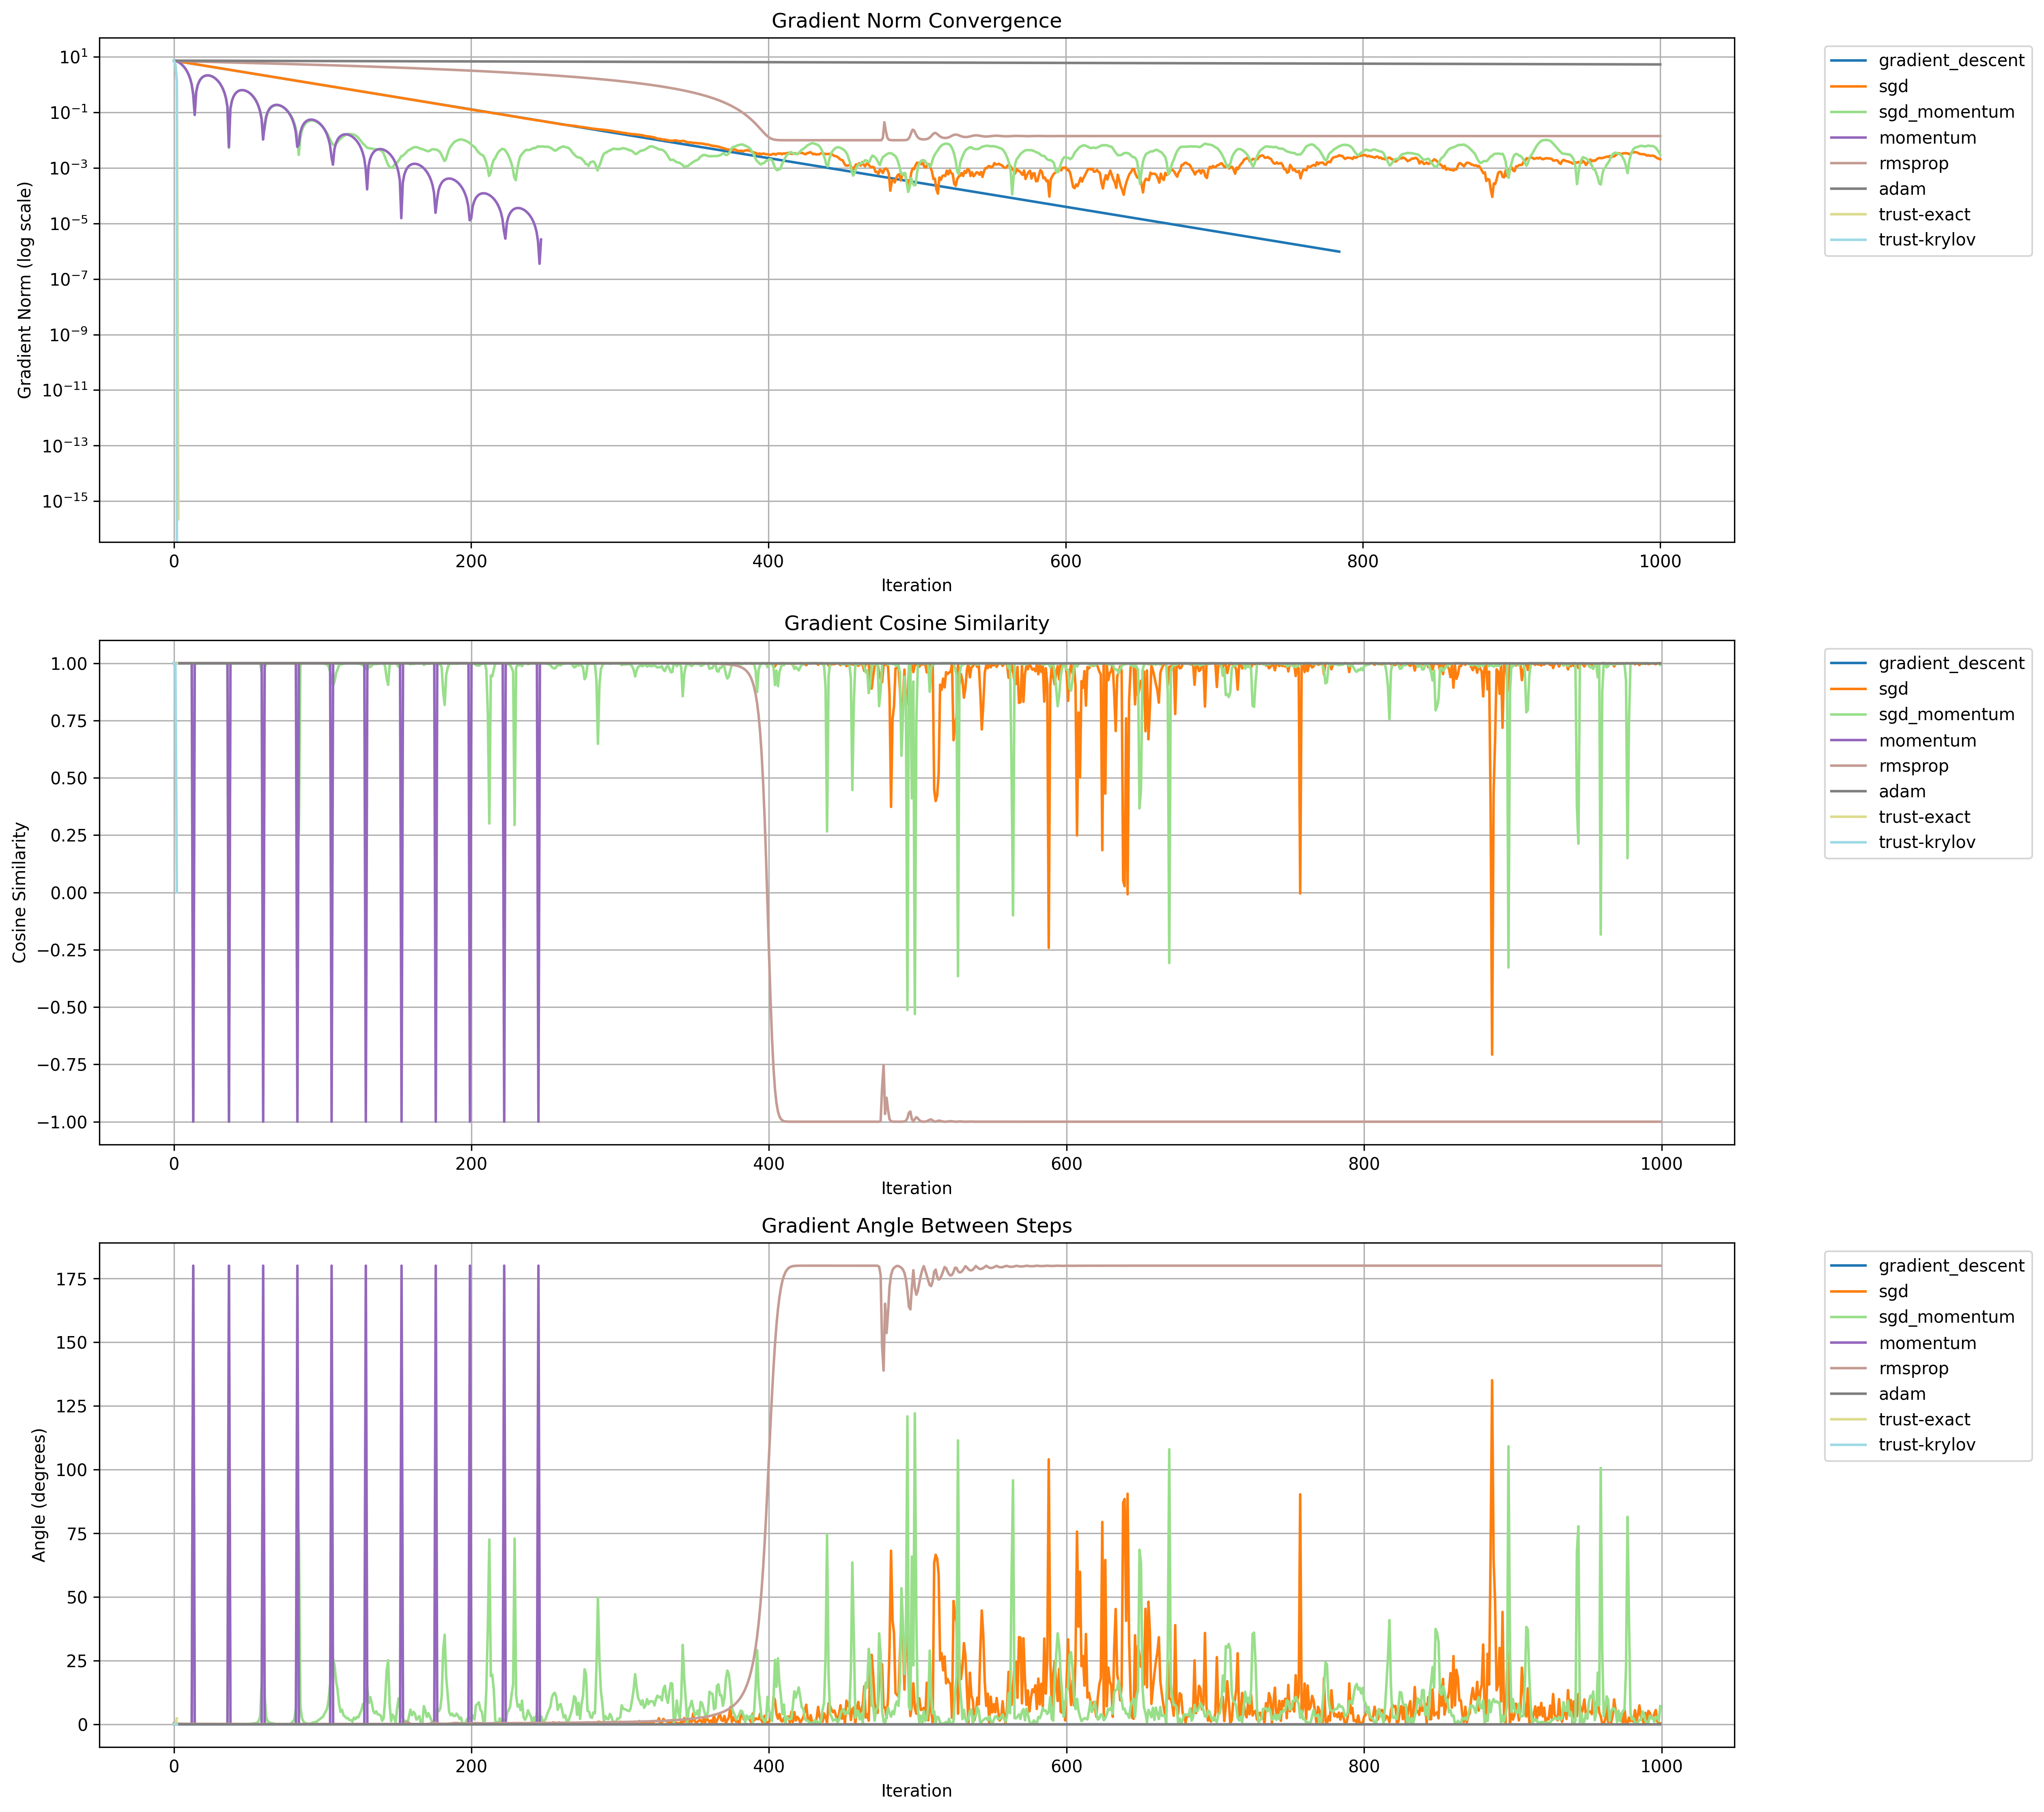 Gradient Norm Convergence
Gradient Norm (log scale)
10^1
10^-1
10^-3
10^-5
10^-7
10^-9
10^-11
10^-13
10^-15
0 200 400 600 800 1000
Iteration
gradient_descent
sgd
sgd_momentum
momentum
rmsprop
adam
trust-exact
trust-krylov
Gradient Cosine Similarity
Cosine Similarity
1.00
0.75
0.50
0.25
0.00
−0.25
−0.50
−0.75
−1.00
0 200 400 600 800 1000
Iteration
gradient_descent
sgd
sgd_momentum
momentum
rmsprop
adam
trust-exact
trust-krylov
Gradient Angle Between Steps
Angle (degrees)
175
150
125
100
75
50
25
0
0 200 400 600 800 1000
Iteration
gradient_descent
sgd
sgd_momentum
momentum
rmsprop
adam
trust-exact
trust-krylov